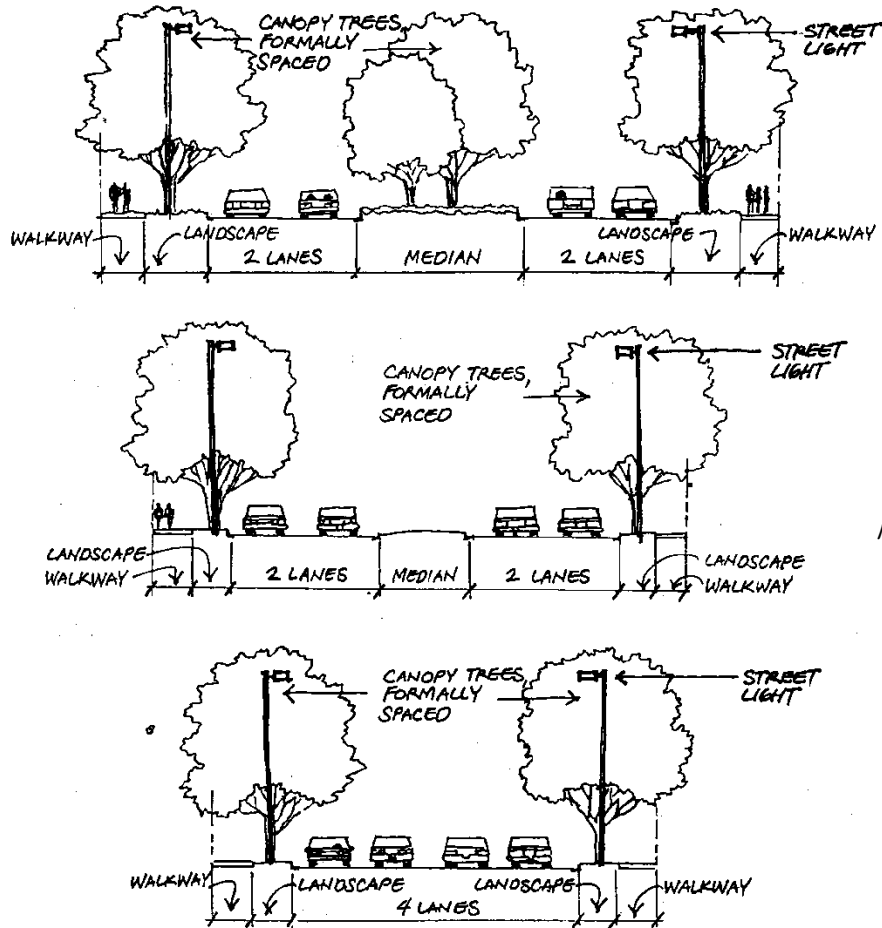 CANOPY TREES,
FORMALLY
SPACED
STREET
LIGHT
WALKWAY
LANDSCAPE
2 LANES
MEDIAN
2 LANES
LANDSCAPE
WALKWAY
CANOPY TREES,
FORMALLY
SPACED
STREET
LIGHT
LANDSCAPE
WALKWAY
2 LANES
MEDIAN
2 LANES
LANDSCAPE
WALKWAY
CANOPY TREES,
FORMALLY
SPACED
STREET
LIGHT
WALKWAY
LANDSCAPE
4 LANES
LANDSCAPE
WALKWAY